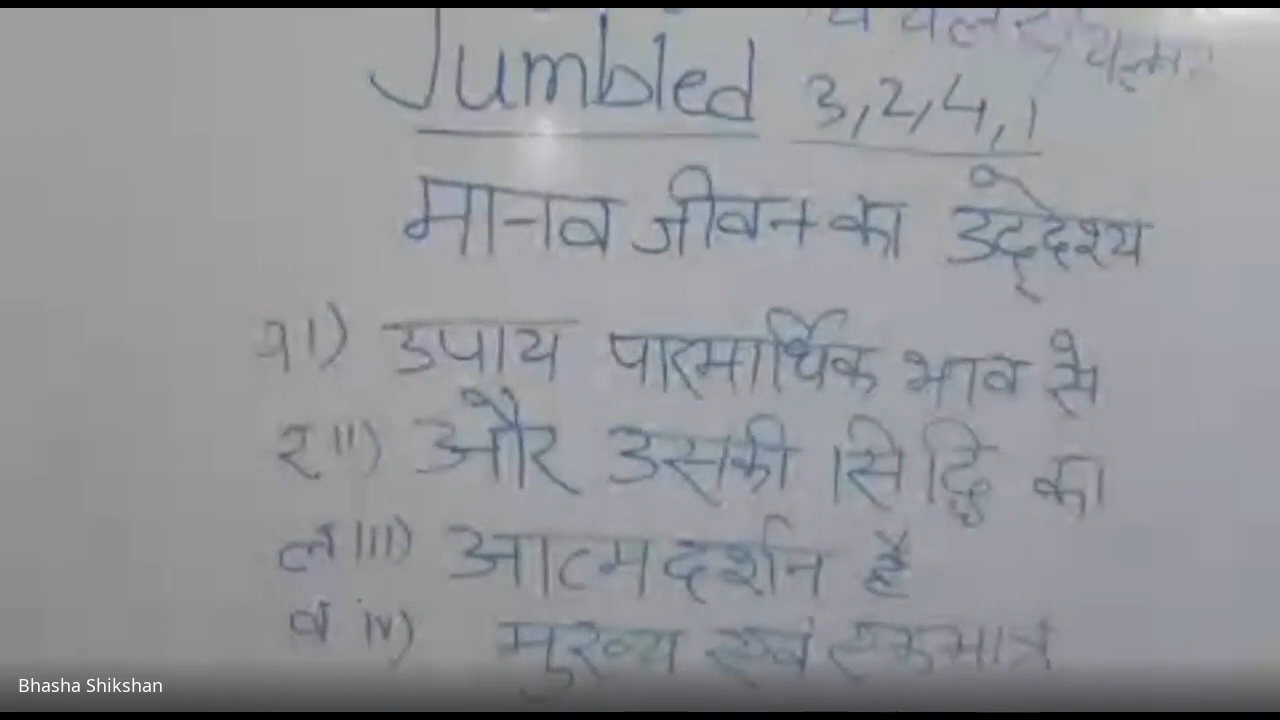 Jumbled 3,2,4,1
मानव जीवन का उद्देश्य
य i) उपाय पारमार्थिक भाव से
र ii) और उसकी सिद्धि का
ल iii) आत्मदर्शन है
व iv) मुख्य एवं एकमात्र
Bhasha Shikshan